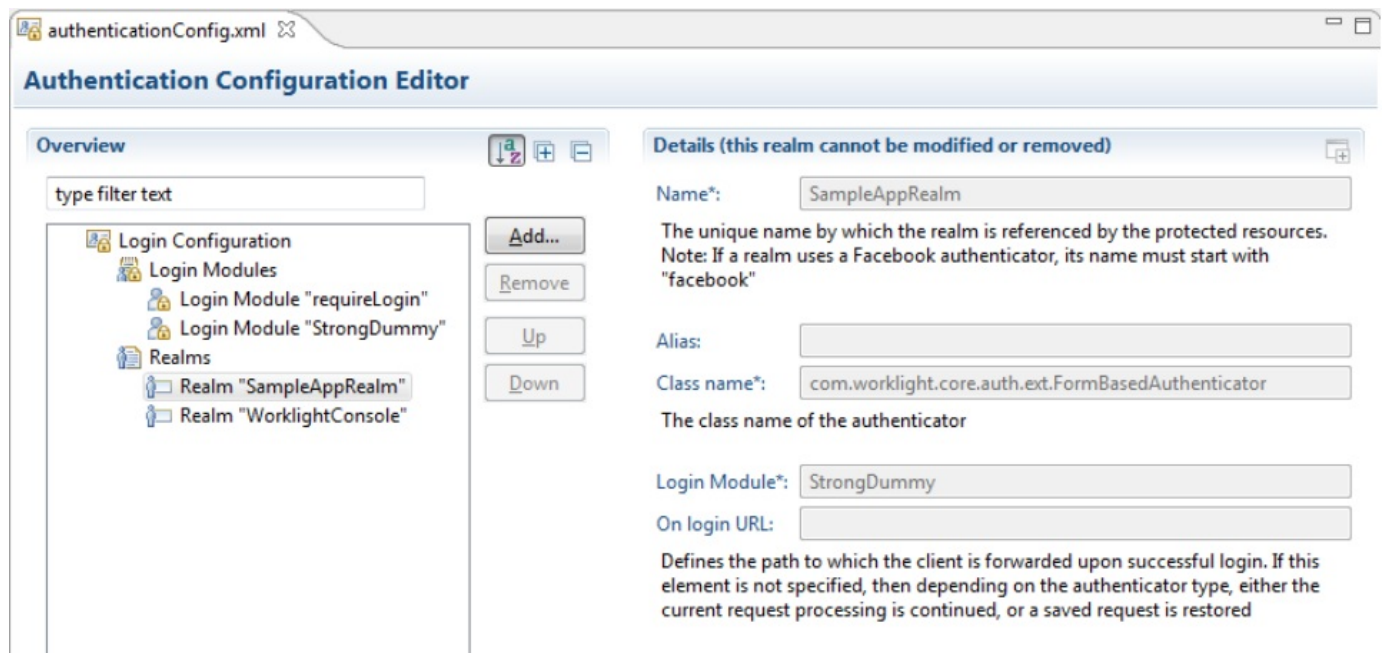 authenticationConfig.xml
Authentication Configuration Editor
Overview
type filter text
Login Configuration
Login Modules
Login Module "requireLogin"
Login Module "StrongDummy"
Realms
Realm "SampleAppRealm"
Realm "WorklightConsole"
Add...
Remove
Up
Down
Details (this realm cannot be modified or removed)
Name*: SampleAppRealm
The unique name by which the realm is referenced by the protected resources.
Note: If a realm uses a Facebook authenticator, its name must start with
"facebook"
Alias:
Class name*: com.worklight.core.auth.ext.FormBasedAuthenticator
The class name of the authenticator
Login Module*: StrongDummy
On login URL:
Defines the path to which the client is forwarded upon successful login. If this
element is not specified, then depending on the authenticator type, either the
current request processing is continued, or a saved request is restored